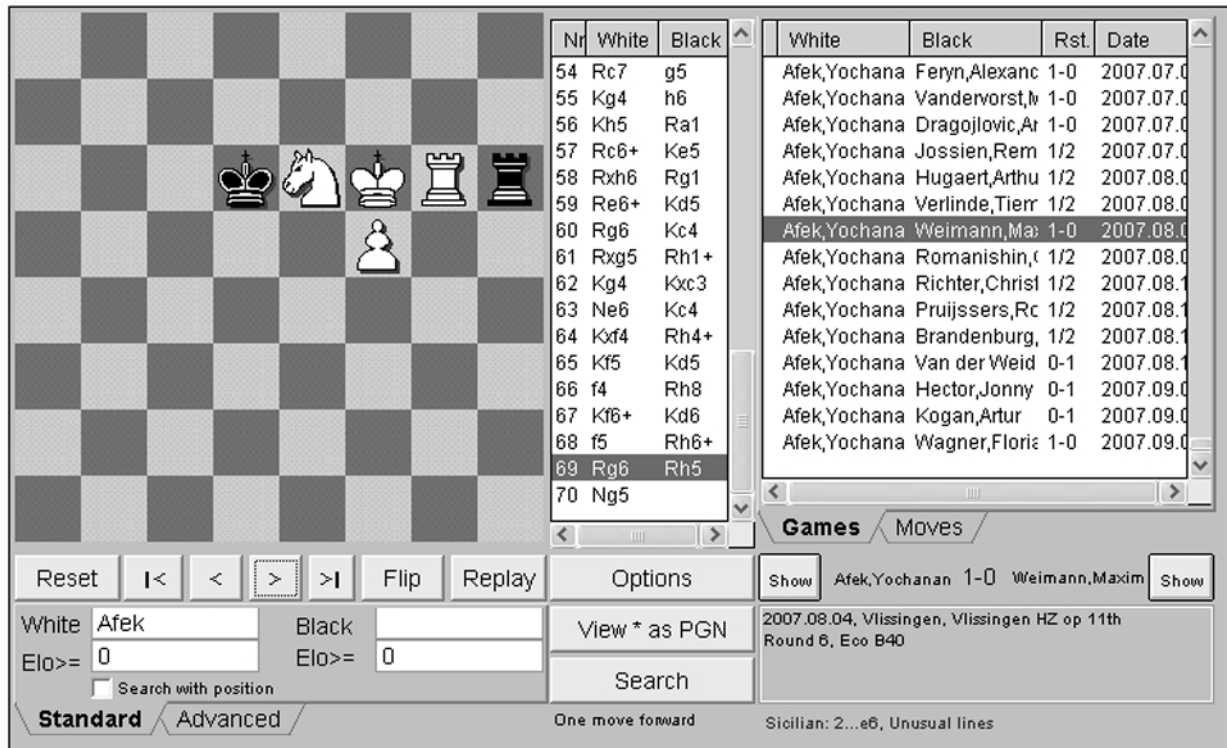 Nr White Black
54 Rc7 g5
55 Kg4 h6
56 Kh5 Ra1
57 Rc6+ Ke5
58 Rxh6 Rg1
59 Re6+ Kd5
60 Rg6 Kc4
61 Rxg5 Rh1+
62 Kg4 Kxc3
63 Ne6 Kc4
64 Kxf4 Rh4+
65 Kf5 Kd5
66 f4 Rh8
67 Kf6+ Kd6
68 f5 Rh6+
69 Rg6 Rh5
70 Ng5
White Black Rst. Date
Afek,Yochana Feryn,Alexanc 1-0 2007.07.0
Afek,Yochana Vandervorst,M 1-0 2007.07.0
Afek,Yochana Dragojlovic,Ar 1-0 2007.07.0
Afek,Yochana Jossien,Rem 1/2 2007.07.0
Afek,Yochana Hugaert,Arthu 1/2 2007.08.0
Afek,Yochana Verlinde,Tierr 1/2 2007.08.0
Afek,Yochana Weimann,Max 1-0 2007.08.0
Afek,Yochana Romanishin,( 1/2 2007.08.0
Afek,Yochana Richter,Christ 1/2 2007.08.1
Afek,Yochana Pruijssers,Ro 1/2 2007.08.1
Afek,Yochana Brandenburg, 1/2 2007.08.1
Afek,Yochana Van der Weid 0-1 2007.08.1
Afek,Yochana Hector,Jonny 0-1 2007.09.0
Afek,Yochana Kogan,Artur 0-1 2007.09.0
Afek,Yochana Wagner,Floria 1-0 2007.09.0
Games Moves
Reset I< < > >I Flip Replay
Options
Show Afek,Yochanan 1-0 Weimann,Maxim Show
White Afek Black
Elo>= 0 Elo>= 0
Search with position
View * as PGN
Search
2007.08.04, Vlissingen, Vlissingen HZ op 11th
Round 6, Eco B40
Standard Advanced
One move forward
Sicilian: 2...e6, Unusual lines